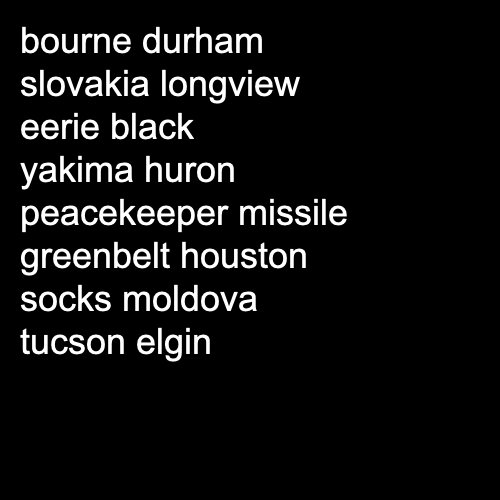 bourne durham
slovakia longview
eerie black
yakima huron
peacekeeper missile
greenbelt houston
socks moldova
tucson elgin